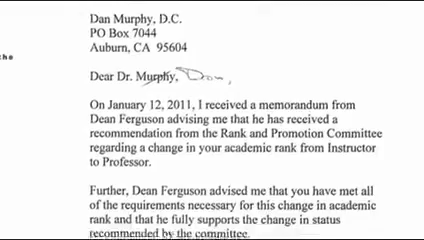 Dan Murphy, D.C.
PO Box 7044
Auburn, CA 95604
the
Dear Dr. Murphy, Dan,
On January 12, 2011, I received a memorandum from
Dean Ferguson advising me that he has received a
recommendation from the Rank and Promotion Committee
regarding a change in your academic rank from Instructor
to Professor.
Further, Dean Ferguson advised me that you have met all
of the requirements necessary for this change in academic
rank and that he fully supports the change in status
recommended by the committee.